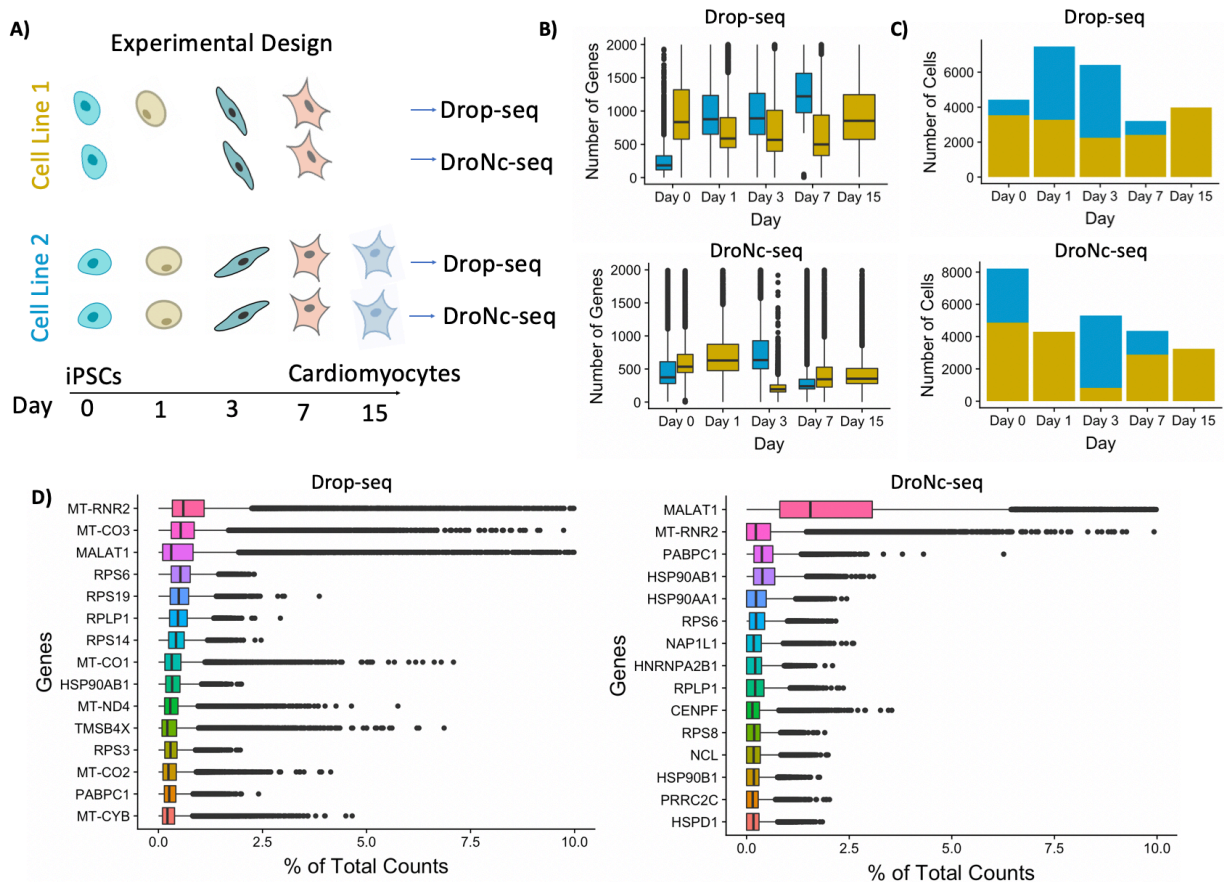 A)
Experimental Design
Cell Line 1
Drop-seq
DroNc-seq
Cell Line 2
Drop-seq
DroNc-seq
iPSCs
Cardiomyocytes
Day 0 1 3 7 15
B)
Drop-seq
Number of Genes
2000
1500
1000
500
0
Day 0 Day 1 Day 3 Day 7 Day 15
Day
DroNc-seq
Number of Genes
2000
1500
1000
500
0
Day 0 Day 1 Day 3 Day 7 Day 15
Day
C)
Drop-seq
Number of Cells
6000
4000
2000
0
Day 0 Day 1 Day 3 Day 7 Day 15
Day
DroNc-seq
Number of Cells
8000
6000
4000
2000
0
Day 0 Day 1 Day 3 Day 7 Day 15
Day
D)
Drop-seq
Genes
MT-RNR2
MT-CO3
MALAT1
RPS6
RPS19
RPLP1
RPS14
MT-CO1
HSP90AB1
MT-ND4
TMSB4X
RPS3
MT-CO2
PABPC1
MT-CYB
0.0 2.5 5.0 7.5 10.0
% of Total Counts
DroNc-seq
Genes
MALAT1
MT-RNR2
PABPC1
HSP90AB1
HSP90AA1
RPS6
NAP1L1
HNRNPA2B1
RPLP1
CENPF
RPS8
NCL
HSP90B1
PRRC2C
HSPD1
0.0 2.5 5.0 7.5 10.0
% of Total Counts